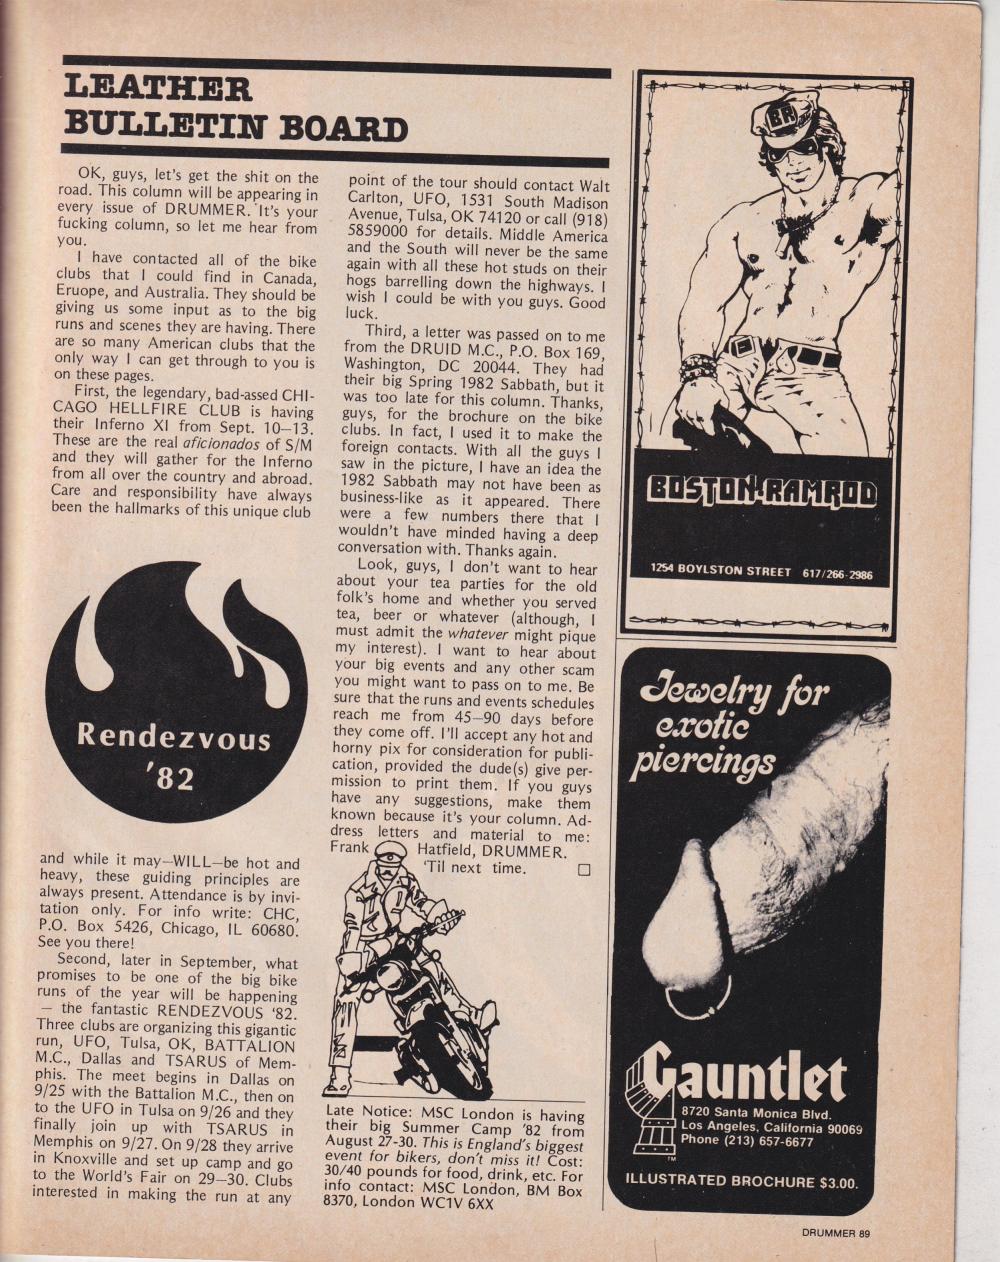 LEATHER
BULLETIN BOARD
OK, guys, let's get the shit on the
road. This column will be appearing in
every issue of DRUMMER. It's your
fucking column, so let me hear from
you.
I have contacted all of the bike
clubs that I could find in Canada,
Eruope, and Australia. They should be
giving us some input as to the big
runs and scenes they are having. There
are so many American clubs that the
only way I can get through to you is
on these pages.
First, the legendary, bad-assed CHI-
CAGO HELLFIRE CLUB is having
their Inferno XI from Sept. 10—13.
These are the real aficionados of S/M
and they will gather for the Inferno
from all over the country and abroad.
Care and responsibility have always
been the hallmarks of this unique club
Rendezvous
'82
and while it may—WILL—be hot and
heavy, these guiding principles are
always present. Attendance is by invi-
tation only. For info write: CHC,
P.O. Box 5426, Chicago, IL 60680.
See you there!
Second, later in September, what
promises to be one of the big bike
runs of the year will be happening
— the fantastic RENDEZVOUS '82.
Three clubs are organizing this gigantic
run, UFO, Tulsa, OK, BATTALION
M.C., Dallas and TSARUS of Mem-
phis. The meet begins in Dallas on
9/25 with the Battalion M.C., then on
to the UFO in Tulsa on 9/26 and they
finally join up with TSARUS in
Memphis on 9/27. On 9/28 they arrive
in Knoxville and set up camp and go
to the World's Fair on 29—30. Clubs
interested in making the run at any
point of the tour should contact Walt
Carlton, UFO, 1531 South Madison
Avenue, Tulsa, OK 74120 or call (918)
5859000 for details. Middle America
and the South will never be the same
again with all these hot studs on their
hogs barrelling down the highways. I
wish I could be with you guys. Good
luck.
Third, a letter was passed on to me
from the DRUID M.C., P.O. Box 169,
Washington, DC 20044. They had
their big Spring 1982 Sabbath, but it
was too late for this column. Thanks,
guys, for the brochure on the bike
clubs. In fact, I used it to make the
foreign contacts. With all the guys I
saw in the picture, I have an idea the
1982 Sabbath may not have been as
business-like as it appeared. There
were a few numbers there that I
wouldn't have minded having a deep
conversation with. Thanks again.
Look, guys, I don't want to hear
about your tea parties for the old
folk's home and whether you served
tea, beer or whatever (although, I
must admit the whatever might pique
my interest). I want to hear about
your big events and any other scam
you might want to pass on to me. Be
sure that the runs and events schedules
reach me from 45—90 days before
they come off. I'll accept any hot and
horny pix for consideration for publi-
cation, provided the dude(s) give per-
mission to print them. If you guys
have any suggestions, make them
known because it's your column. Ad-
dress letters and material to me:
Frank Hatfield, DRUMMER.
'Til next time.
Late Notice: MSC London is having
their big Summer Camp '82 from
August 27-30. This is England's biggest
event for bikers, don't miss it! Cost:
30/40 pounds for food, drink, etc. For
info contact: MSC London, BM Box
8370, London WC1V 6XX
BR
BOSTON-RAMROD
1254 BOYLSTON STREET 617/266-2986
Jewelry for
exotic
piercings
Gauntlet
8720 Santa Monica Blvd.
Los Angeles, California 90069
Phone (213) 657-6677
TM
ILLUSTRATED BROCHURE $3.00.
DRUMMER 89